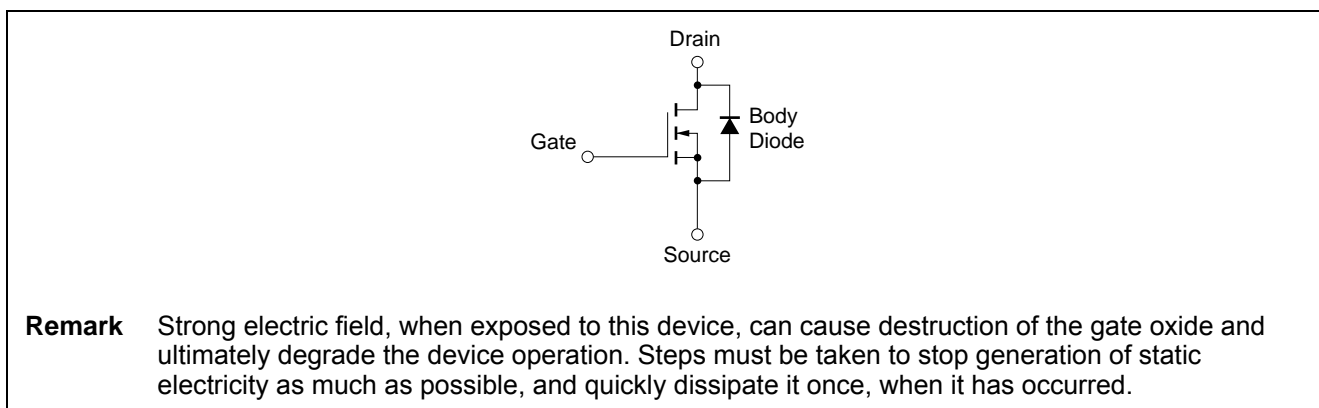 Drain
Body
Diode
Gate
Source
Remark Strong electric field, when exposed to this device, can cause destruction of the gate oxide and
ultimately degrade the device operation. Steps must be taken to stop generation of static
electricity as much as possible, and quickly dissipate it once, when it has occurred.